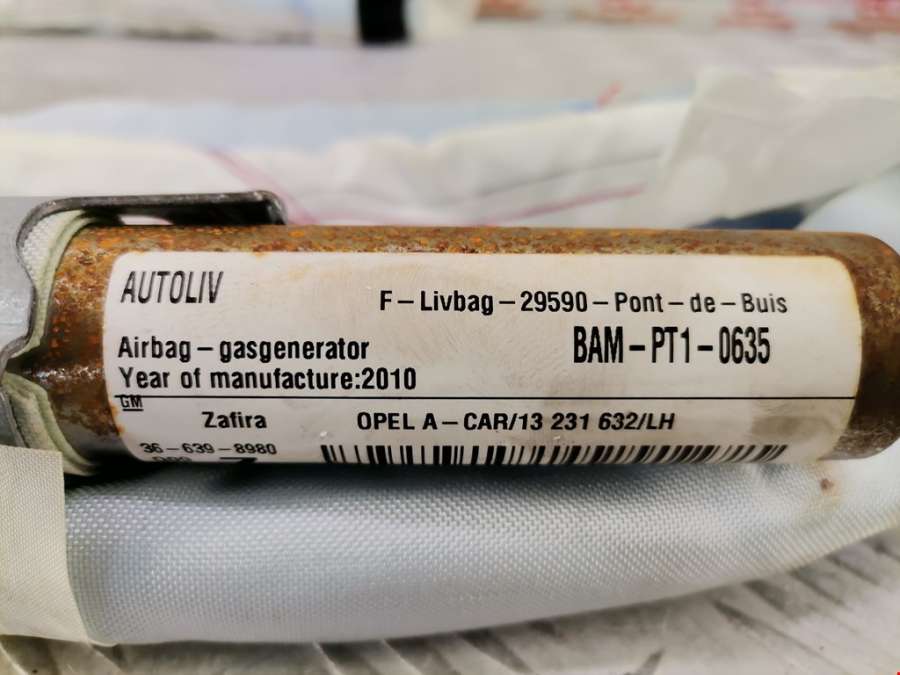 AUTOLIV
F-Livbag-29590-Pont-de-Buis
BAM-PT1-0635
Airbag-gasgenerator
Year of manufacture:2010
GM
Zafira
OPEL A-CAR/13 231 632/LH
36-639-8980